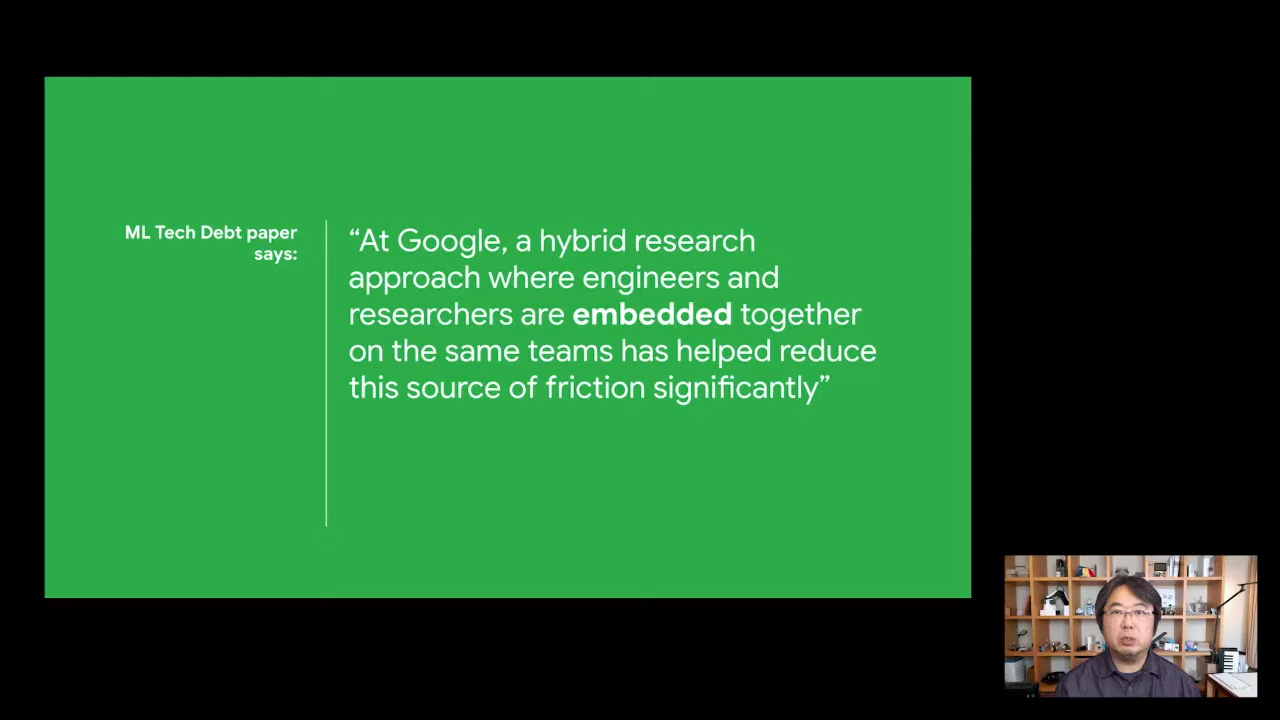 ML Tech Debt paper
says:
“At Google, a hybrid research
approach where engineers and
researchers are embedded together
on the same teams has helped reduce
this source of friction significantly”